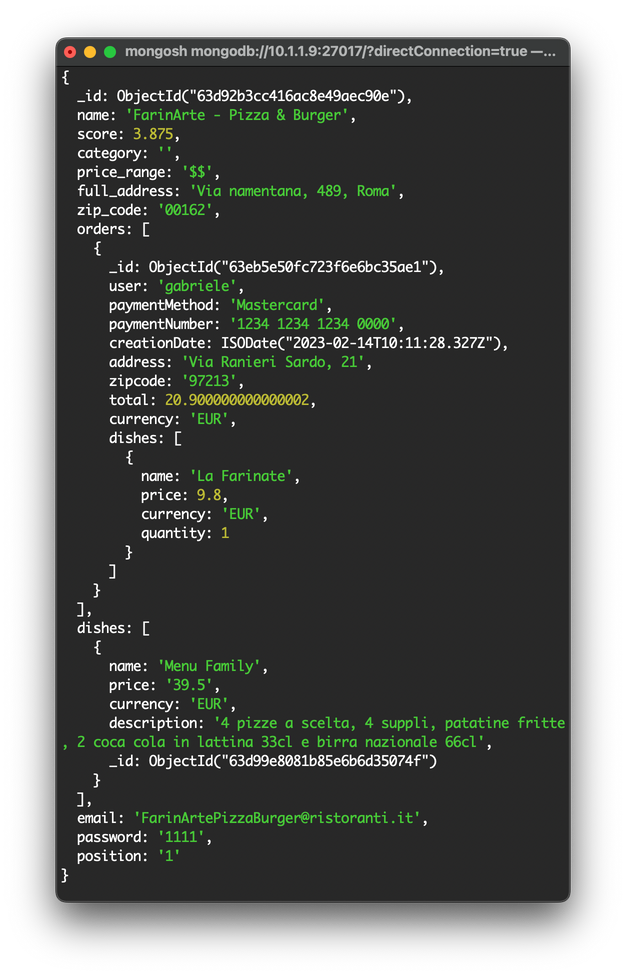 mongosh mongodb://10.1.1.9:27017/?directConnection=true —...
{
  _id: ObjectId("63d92b3cc416ac8e49aec90e"),
  name: 'FarinArte - Pizza & Burger',
  score: 3.875,
  category: '',
  price_range: '$$',
  full_address: 'Via namentana, 489, Roma',
  zip_code: '00162',
  orders: [
    {
      _id: ObjectId("63eb5e50fc723f6e6bc35ae1"),
      user: 'gabriele',
      paymentMethod: 'Mastercard',
      paymentNumber: '1234 1234 1234 0000',
      creationDate: ISODate("2023-02-14T10:11:28.327Z"),
      address: 'Via Ranieri Sardo, 21',
      zipcode: '97213',
      total: 20.900000000000002,
      currency: 'EUR',
      dishes: [
        {
          name: 'La Farinate',
          price: 9.8,
          currency: 'EUR',
          quantity: 1
        }
      ]
    }
  ],
  dishes: [
    {
      name: 'Menu Family',
      price: '39.5',
      currency: 'EUR',
      description: '4 pizze a scelta, 4 suppli, patatine fritte
, 2 coca cola in lattina 33cl e birra nazionale 66cl',
      _id: ObjectId("63d99e8081b85e6b6d35074f")
    }
  ],
  email: 'FarinArtePizzaBurger@ristoranti.it',
  password: '1111',
  position: '1'
}